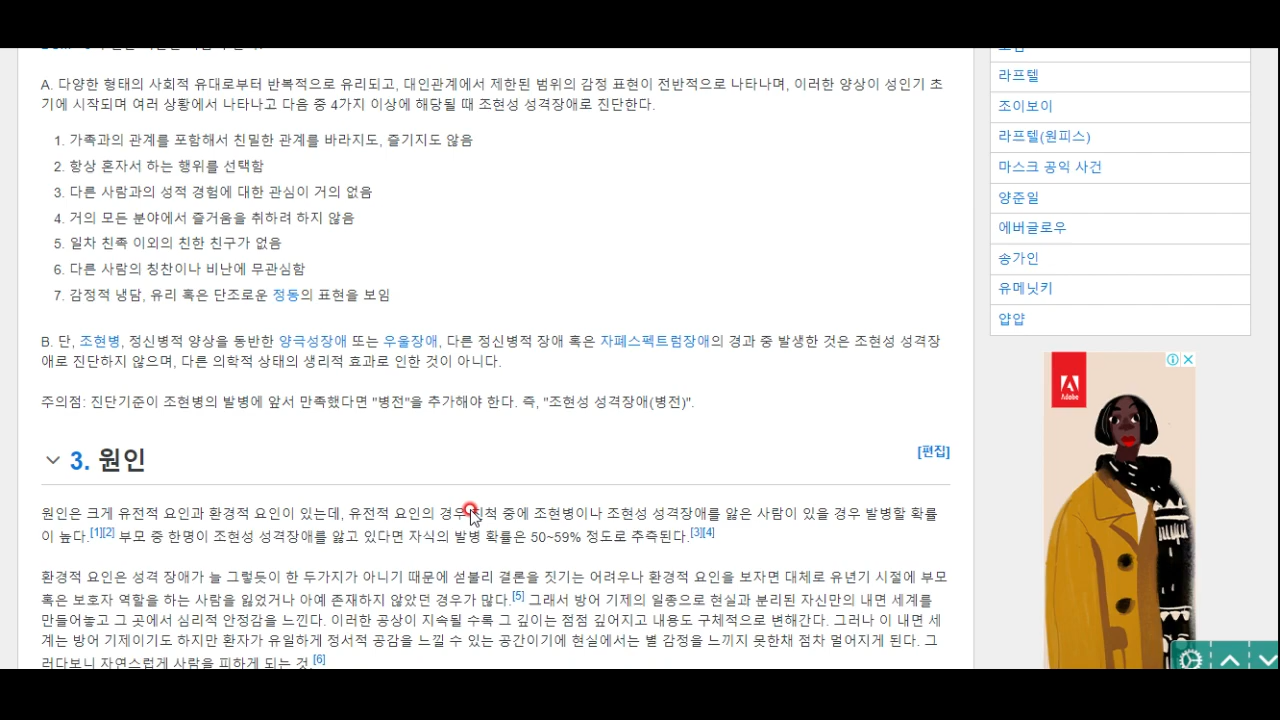 A. 다양한 형태의 사회적 유대로부터 반복적으로 유리되고, 대인관계에서 제한된 범위의 감정 표현이 전반적으로 나타나며, 이러한 양상이 성인기 초
기에 시작되며 여러 상황에서 나타나고 다음 중 4가지 이상에 해당될 때 조현성 성격장애로 진단한다.
1. 가족과의 관계를 포함해서 친밀한 관계를 바라지도, 즐기지도 않음
2. 항상 혼자서 하는 행위를 선택함
3. 다른 사람과의 성적 경험에 대한 관심이 거의 없음
4. 거의 모든 분야에서 즐거움을 취하려 하지 않음
5. 일차 친족 이외의 친한 친구가 없음
6. 다른 사람의 칭찬이나 비난에 무관심함
7. 감정적 냉담, 유리 혹은 단조로운 정동의 표현을 보임
B. 단, 조현병, 정신병적 양상을 동반한 양극성장애 또는 우울장애, 다른 정신병적 장애 혹은 자폐스펙트럼장애의 경과 중 발생한 것은 조현성 성격장
애로 진단하지 않으며, 다른 의학적 상태의 생리적 효과로 인한 것이 아니다.
주의점: 진단기준이 조현병의 발병에 앞서 만족했다면 "병전"을 추가해야 한다. 즉, "조현성 성격장애(병전)".
3. 원인
[편집]
원인은 크게 유전적 요인과 환경적 요인이 있는데, 유전적 요인의 경우 중에 조현병이나 조현성 성격장애를 앓은 사람이 있을 경우 발병할 확률
이 높다.[1][2] 부모 중 한명이 조현성 성격장애를 앓고 있다면 자식의 발병 확률은 50~59% 정도로 추측된다.[3][4]
환경적 요인은 성격 장애가 늘 그렇듯이 한 두가지가 아니기 때문에 섣불리 결론을 짓기는 어려우나 환경적 요인을 보자면 대체로 유년기 시절에 부모
혹은 보호자 역할을 하는 사람을 잃었거나 아예 존재하지 않았던 경우가 많다.[5] 그래서 방어 기제의 일종으로 현실과 분리된 자신만의 내면 세계를
만들어놓고 그 곳에서 심리적 안정감을 느낀다. 이러한 공상이 지속될 수록 그 깊이는 점점 깊어지고 내용도 구체적으로 변해간다. 그러나 이 내면 세
계는 방어 기제이기도 하지만 환자가 유일하게 정서적 공감을 느낄 수 있는 공간이기에 현실에서는 별 감정을 느끼지 못한채 점차 멀어지게 된다. 그
러다보니 자연스럽게 사람을 피하게 되는 것.[6]
라프텔
조이보이
라프텔(원피스)
마스크 공익 사건
양준일
에버글로우
송가인
유메닛키
얍얍
Adobe